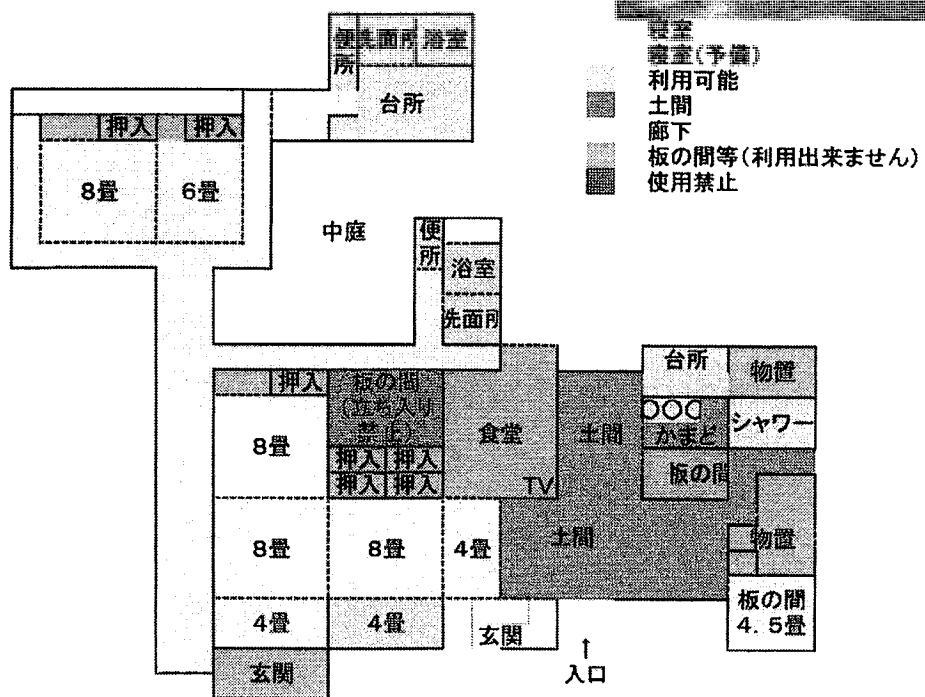 寝室
寝室(予備)
利用可能
土間
廊下
板の間等(利用出来ません)
使用禁止
便所
洗面所
浴室
台所
押入
押入
8畳
6畳
中庭
便所
浴室
洗面所
押入
板の間
(立ち入り
禁止)
押入
押入
押入
押入
8畳
食堂
TV
土間
台所
物置
かまど
シャワー
板の間
8畳
8畳
4畳
土間
物置
4畳
4畳
玄関
玄関
↑
入口
板の間
4.5畳